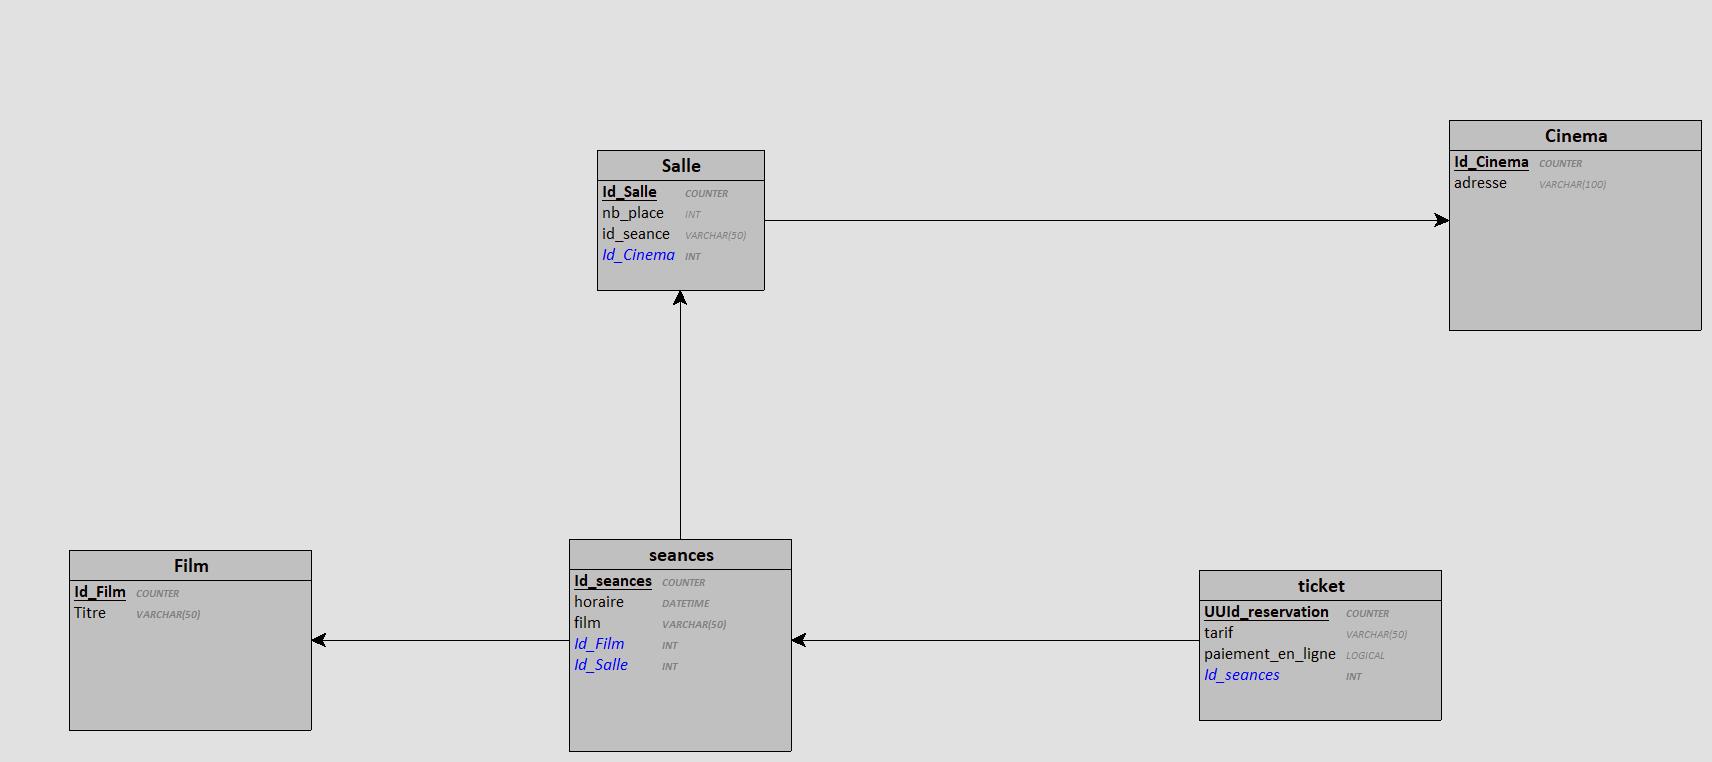 Salle
Id_Salle COUNTER
nb_place INT
id_seance VARCHAR(50)
Id_Cinema INT
Cinema
Id_Cinema COUNTER
adresse VARCHAR(100)
Film
Id_Film COUNTER
Titre VARCHAR(50)
seances
Id_seances COUNTER
horaire DATETIME
film VARCHAR(50)
Id_Film INT
Id_Salle INT
ticket
UUId_reservation COUNTER
tarif VARCHAR(50)
paiement_en_ligne LOGICAL
Id_seances INT